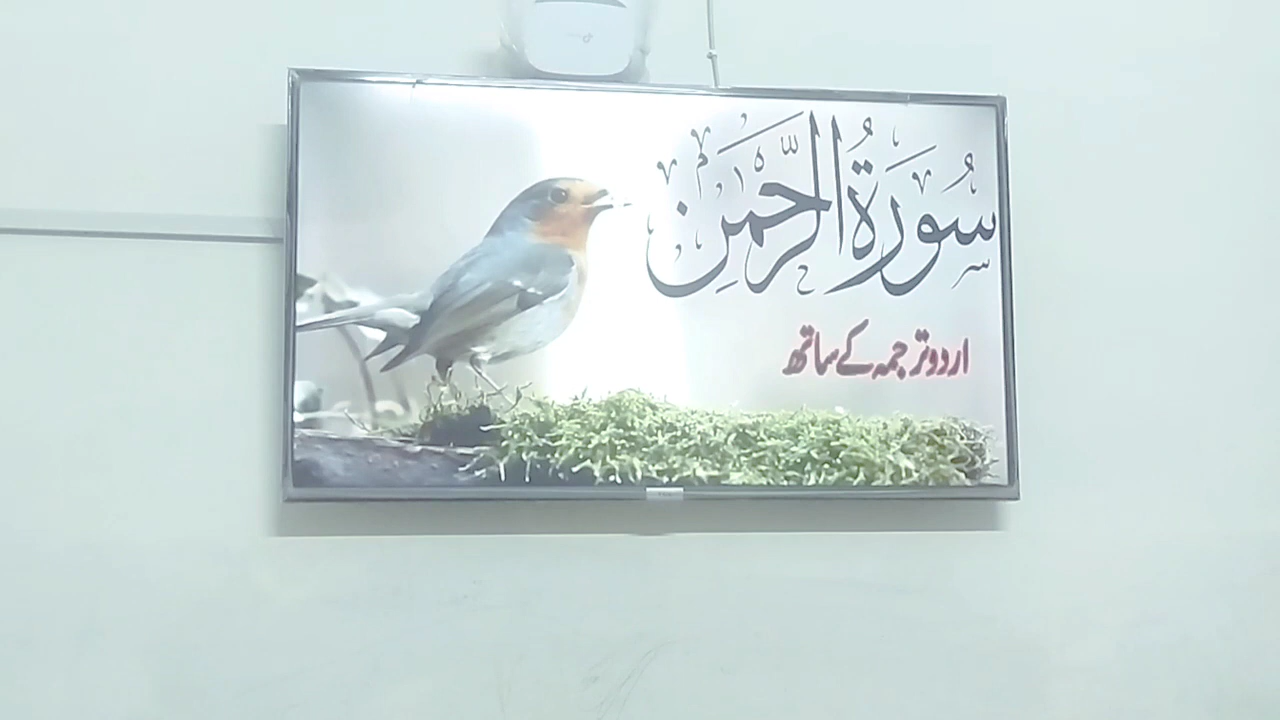 سُورَةُ الرَّحْمٰنِ
اردو ترجمہ کے ساتھ